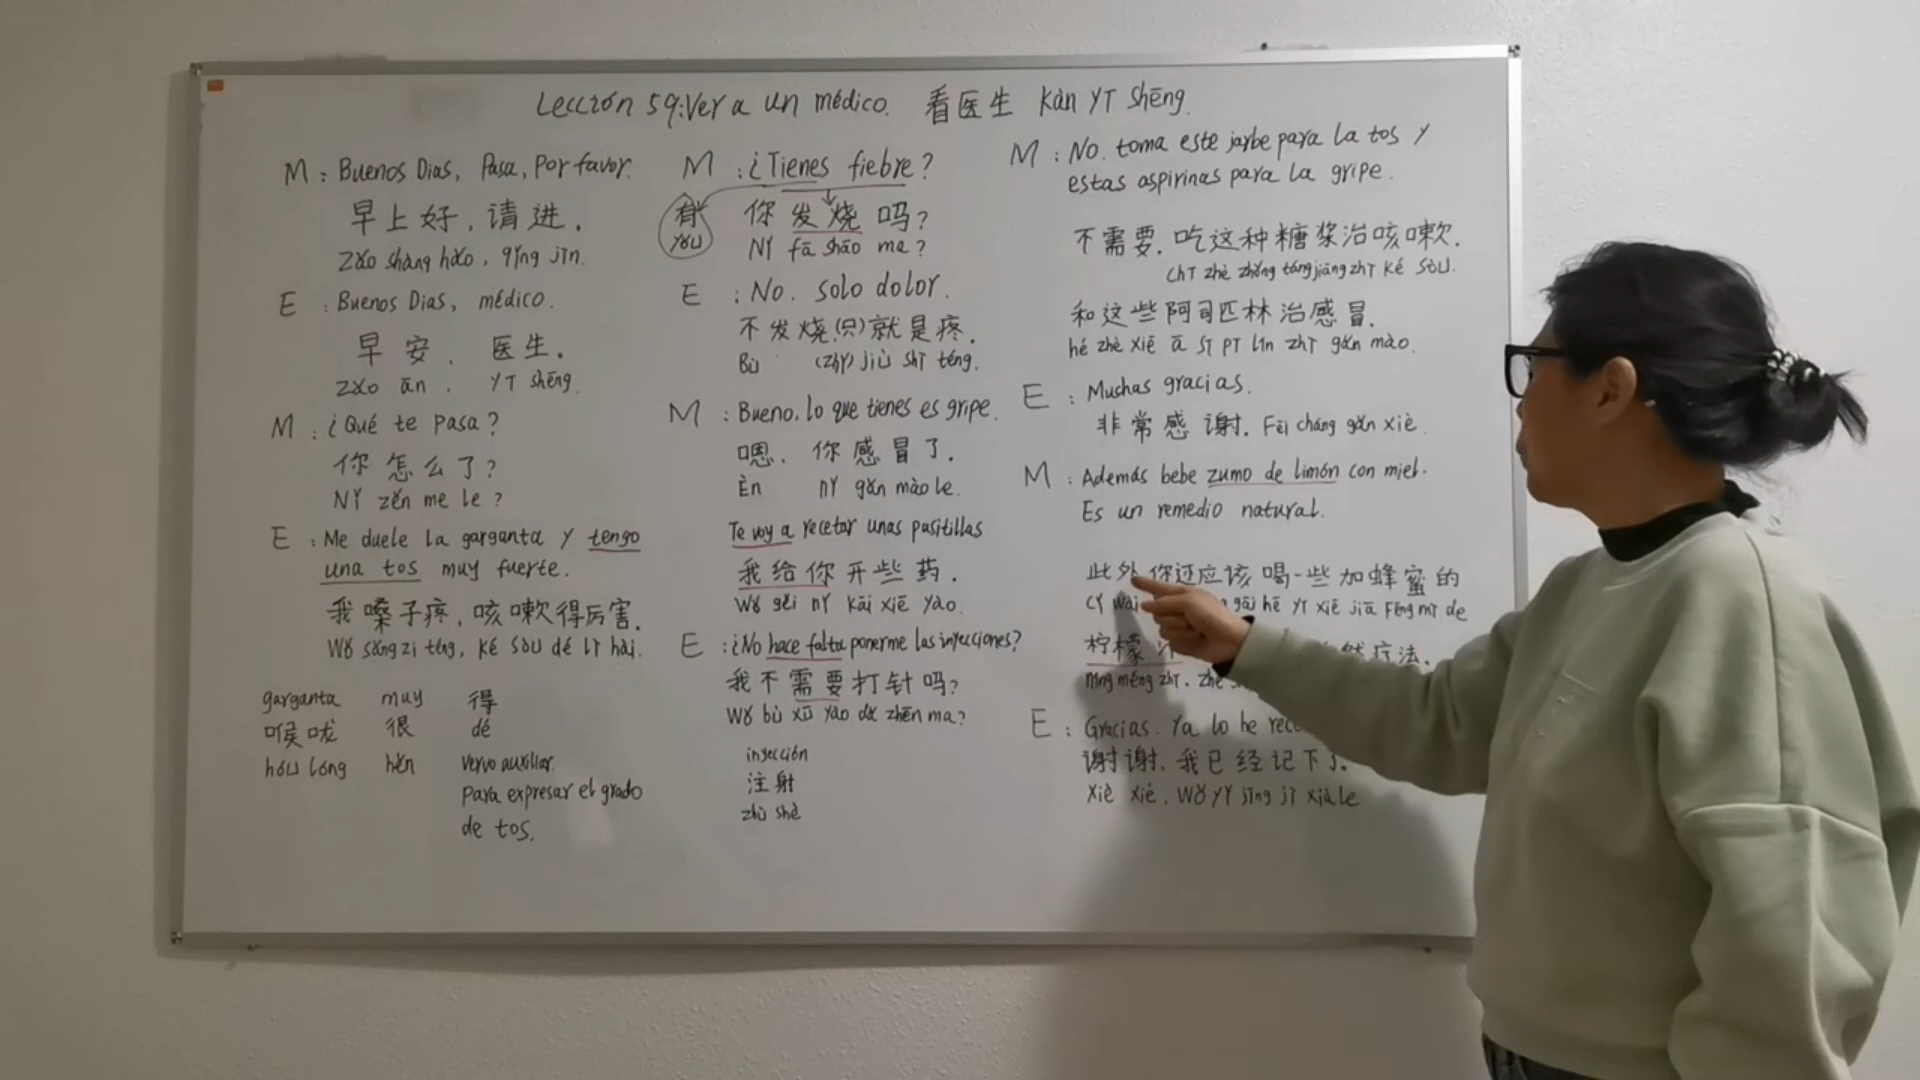 Lección 59: Ver a un médico. 看医生 Kàn Yī Shēng.
M : Buenos Dias, Pasa, Por favor.
早上好,请进.
Zǎo shàng hǎo, qǐng jìn.
E : Buenos Dias, médico.
早安. 医生.
Zǎo ān. Yī shēng.
M : ¿Qué te pasa?
你怎么了?
Nǐ zěn me le?
E : Me duele la garganta y tengo
una tos muy fuerte.
我嗓子疼,咳嗽得厉害.
Wǒ sǎng zi téng, Ké sòu dé lì hài.
garganta muy 得
喉咙 很 dé
hóu lóng hěn Vervo auxiliar.
Para expresar el grado
de tos.
M : ¿Tienes fiebre?
有 你发烧吗?
yǒu Nǐ fā shāo ma?
E : No. solo dolor.
不发烧,(只)就是疼.
Bù (zhǐ) jiù shì téng.
M : Bueno. lo que tienes es gripe.
嗯. 你感冒了.
Èn nǐ gǎn mào le.
Te voy a recetar unas pasitillas
我给你开些药.
Wǒ gěi nǐ kāi xiē yào.
E : ¿No hace falta ponerme las inyecciones?
我不需要打针吗?
Wǒ bù xū yào dǎ zhēn ma?
inyección
注射
zhù shè
M : No. toma este jarbe para la tos y
estas aspirinas para la gripe.
不需要. 吃这种糖浆治咳嗽.
chī zhè zhǒng táng jiāng zhì ké sòu.
和这些阿司匹林治感冒.
hé zhè xiē ā sī pǐ lín zhì gǎn mào.
E : Muchas gracias.
非常感谢. Fēi cháng gǎn xiè.
M : Además bebe zumo de limón con miel.
Es un remedio natural.
此外你还应该喝一些加蜂蜜的
Cǐ wài gāi hē yī xiē jiā Fēng mì de
柠檬 然疗法.
níng méng zhī. zhè
E : Gracias. Ya lo he
谢谢. 我已经记下了.
Xiè xiè. Wǒ yǐ jīng jì xià le